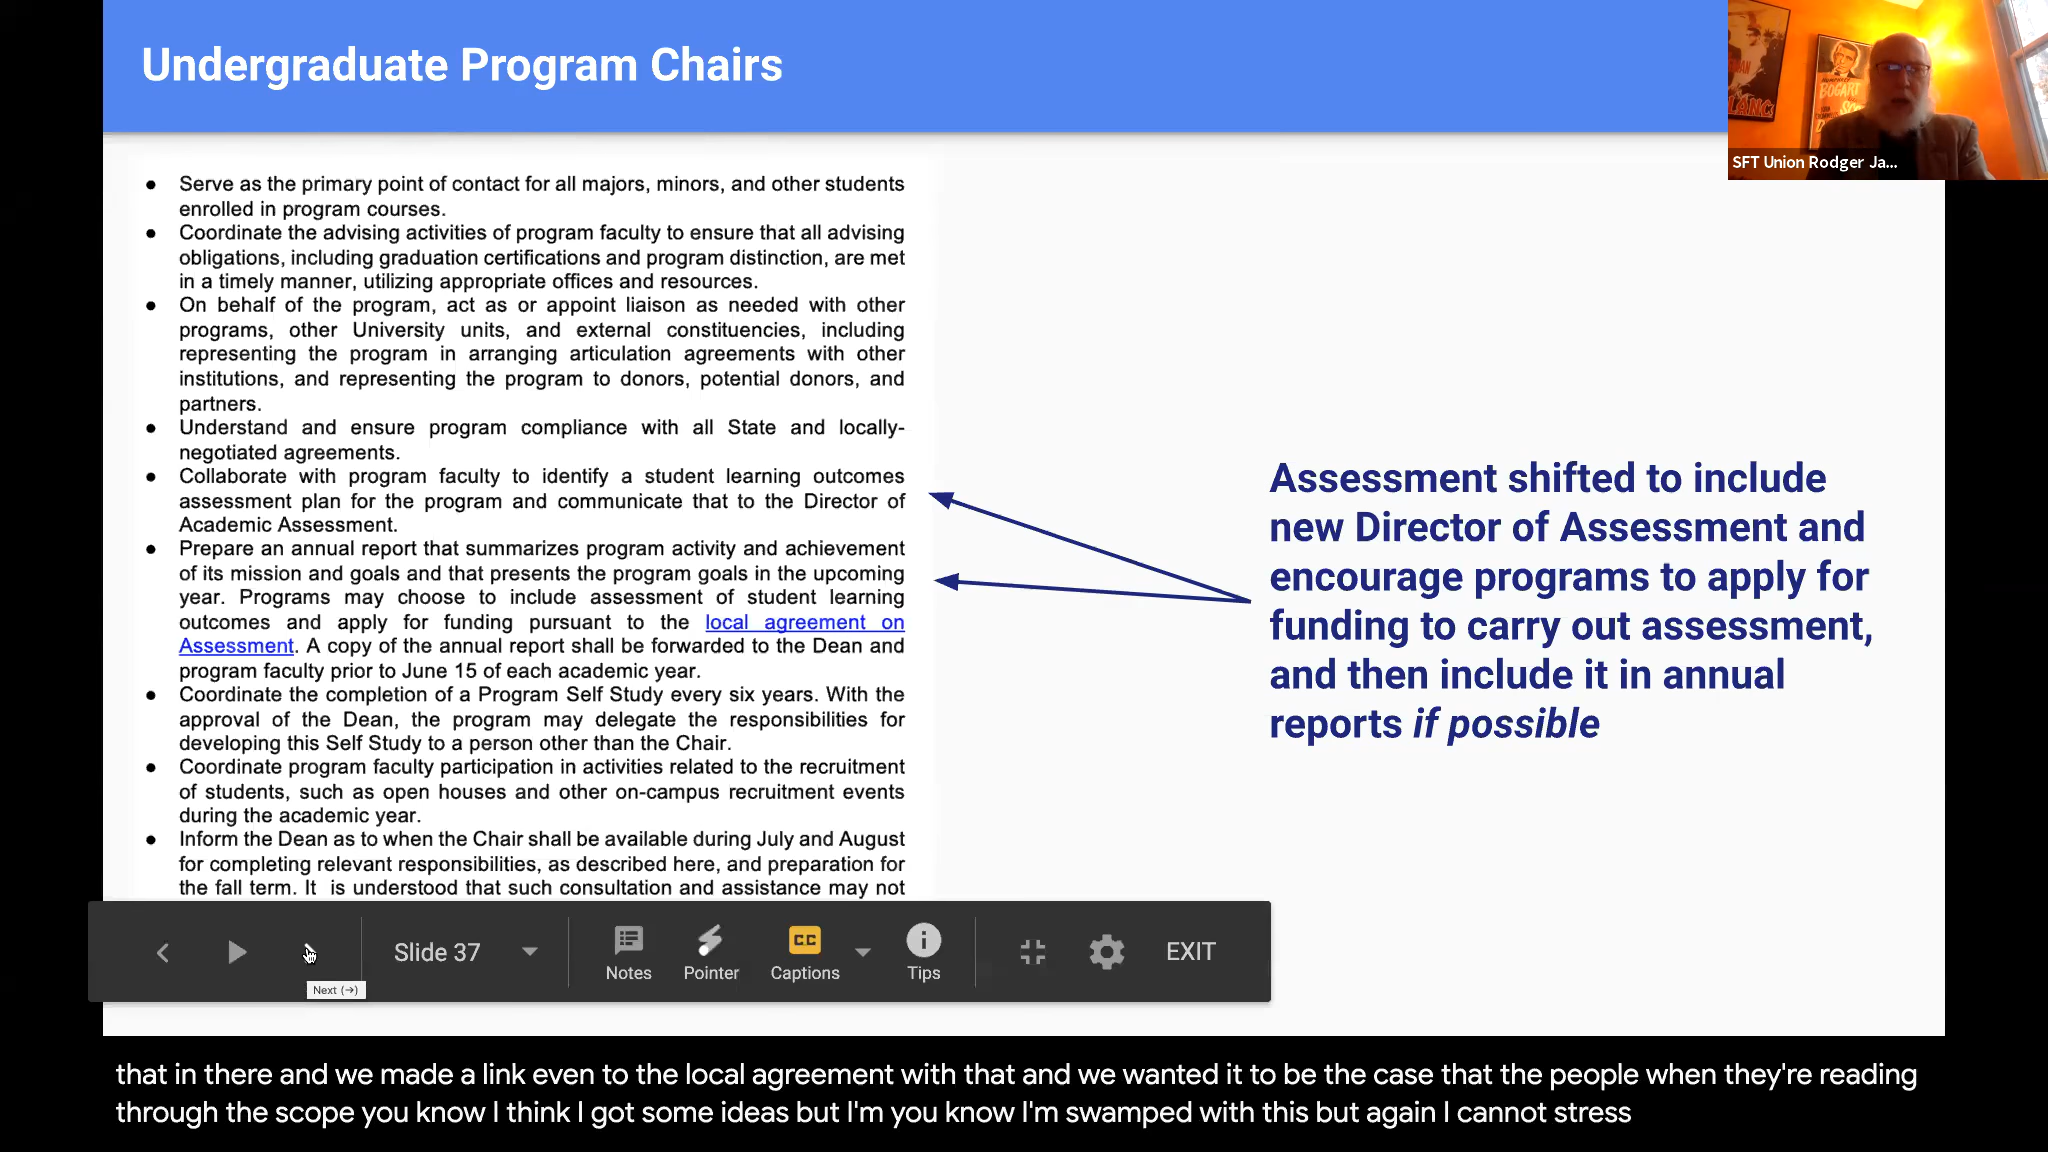 Undergraduate Program Chairs
LANC
BOGART
SFT Union Rodger Ja...
● Serve as the primary point of contact for all majors, minors, and other students
enrolled in program courses.
● Coordinate the advising activities of program faculty to ensure that all advising
obligations, including graduation certifications and program distinction, are met
in a timely manner, utilizing appropriate offices and resources.
● On behalf of the program, act as or appoint liaison as needed with other
programs, other University units, and external constituencies, including
representing the program in arranging articulation agreements with other
institutions, and representing the program to donors, potential donors, and
partners.
● Understand and ensure program compliance with all State and locally-
negotiated agreements.
● Collaborate with program faculty to identify a student learning outcomes
assessment plan for the program and communicate that to the Director of
Academic Assessment.
● Prepare an annual report that summarizes program activity and achievement
of its mission and goals and that presents the program goals in the upcoming
year. Programs may choose to include assessment of student learning
outcomes and apply for funding pursuant to the local agreement on
Assessment. A copy of the annual report shall be forwarded to the Dean and
program faculty prior to June 15 of each academic year.
● Coordinate the completion of a Program Self Study every six years. With the
approval of the Dean, the program may delegate the responsibilities for
developing this Self Study to a person other than the Chair.
● Coordinate program faculty participation in activities related to the recruitment
of students, such as open houses and other on-campus recruitment events
during the academic year.
● Inform the Dean as to when the Chair shall be available during July and August
for completing relevant responsibilities, as described here, and preparation for
the fall term. It is understood that such consultation and assistance may not
Assessment shifted to include
new Director of Assessment and
encourage programs to apply for
funding to carry out assessment,
and then include it in annual
reports if possible
Slide 37
Notes
Pointer
CC
Captions
Tips
EXIT
Next (→)
that in there and we made a link even to the local agreement with that and we wanted it to be the case that the people when they're reading
through the scope you know I think I got some ideas but I'm you know I'm swamped with this but again I cannot stress